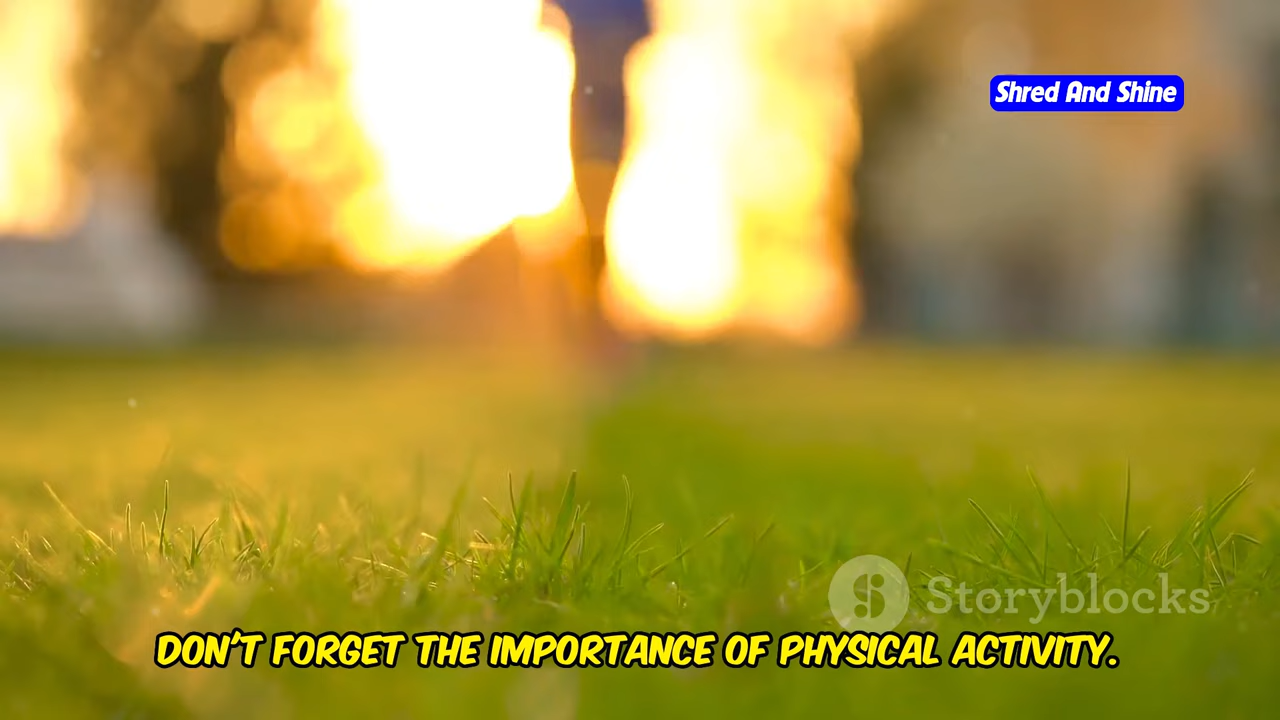 Shred And Shine
Storyblocks
DON'T FORGET THE IMPORTANCE OF PHYSICAL ACTIVITY.